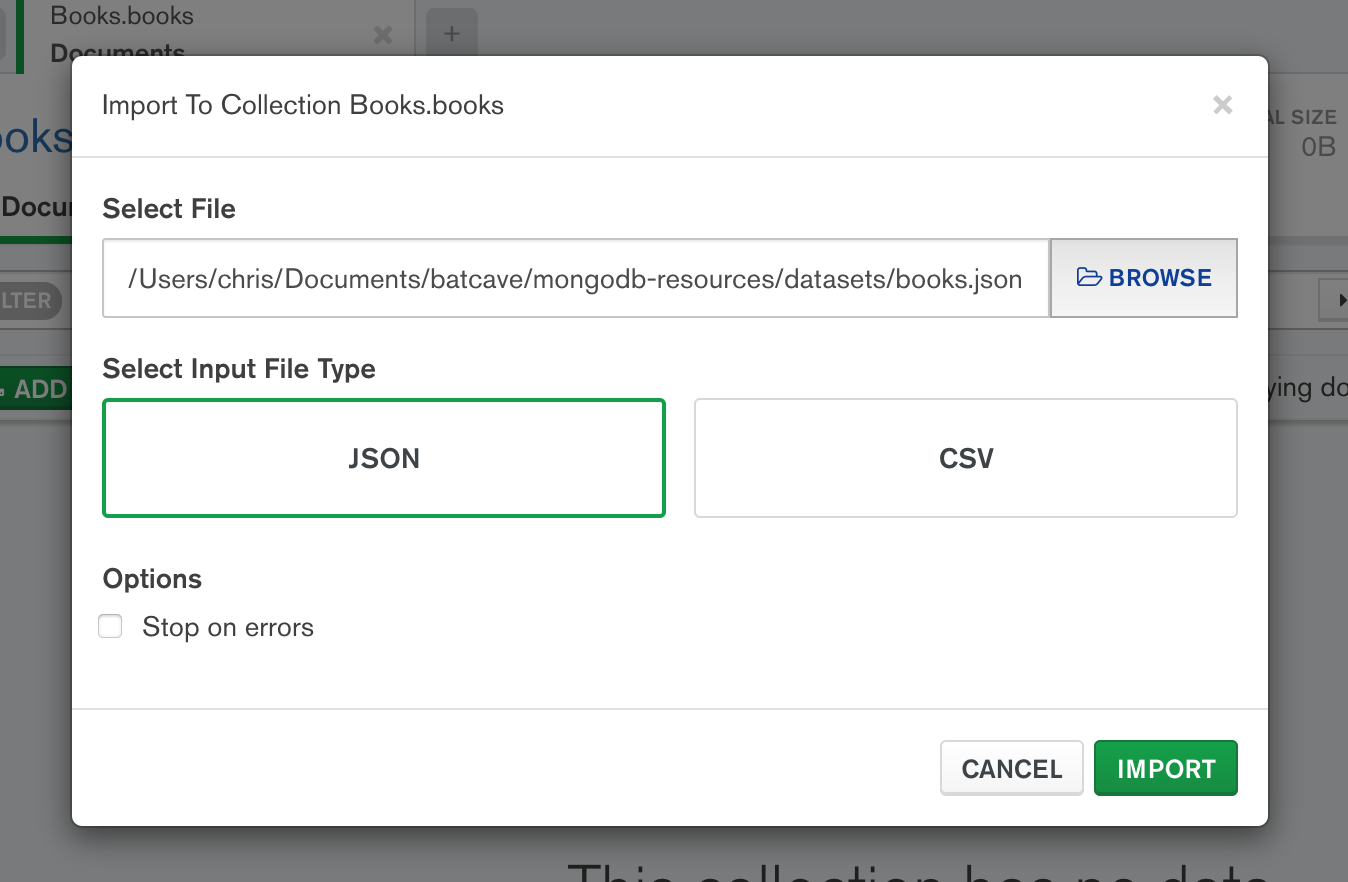 Books.books
Documents
+
Import To Collection Books.books
Select File
/Users/chris/Documents/batcave/mongodb-resources/datasets/books.json
BROWSE
Select Input File Type
JSON
CSV
Options
Stop on errors
CANCEL
IMPORT
ooks
AL SIZE
0B
Docu
LTER
ADD
ying do
This collection has no data